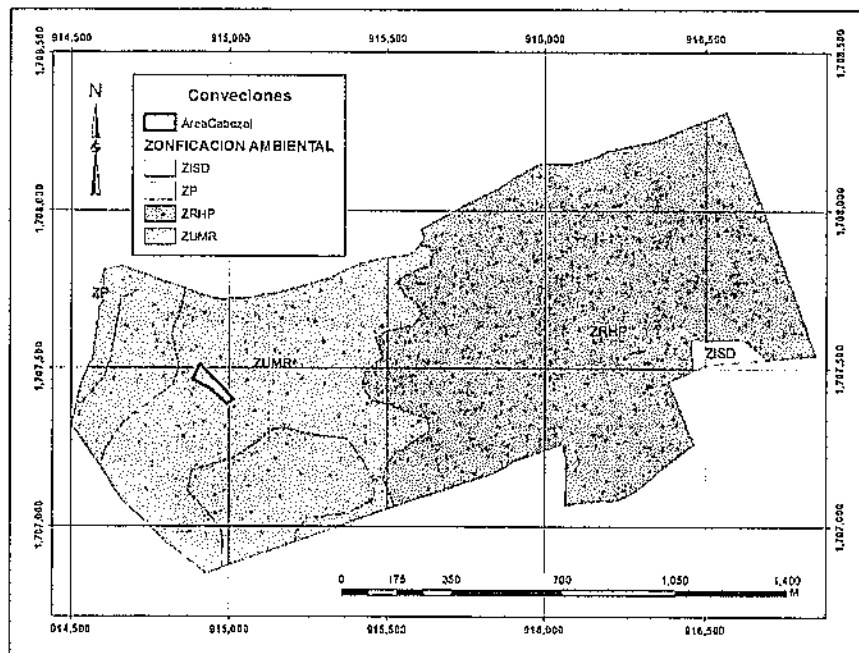 914,500 915,000 915,500 916,000 916,500
1,708,500 1,708,500
N
Conveciones
AreaCabezal
ZONFICACION AMBIENTAL
ZISD
ZP
ZRHP
ZUMR
1,708,000 1,708,000
ZP
ZUMR
ZRHP
ZISD
1,707,500 1,707,500
1,707,000 1,707,000
0 175 350 700 1,050 1,400
M
914,500 915,000 915,500 916,000 916,500